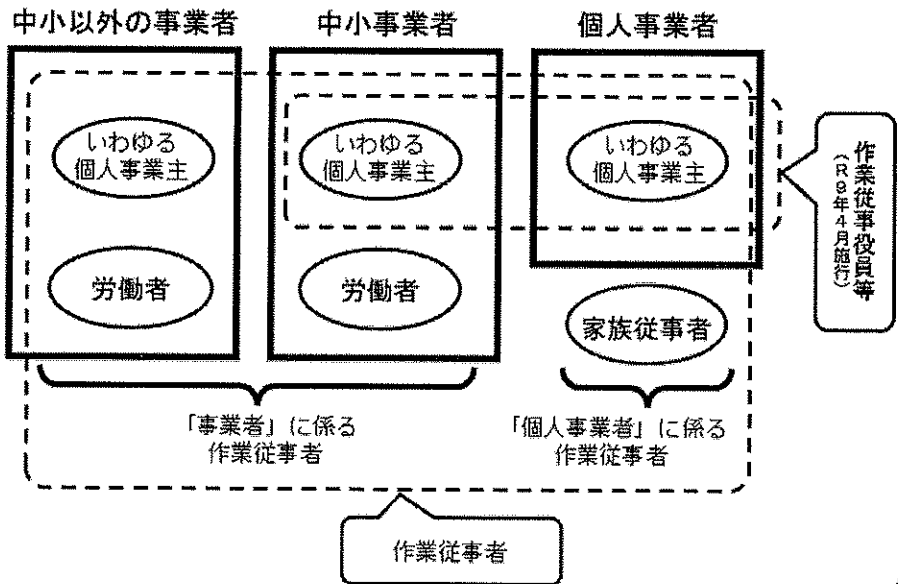 中小以外の事業者
中小事業者
個人事業者
いわゆる
個人事業主
いわゆる
個人事業主
いわゆる
個人事業主
労働者
労働者
家族従事者
作業従事役員等
(R9年4月施行)
「事業者」に係る
作業従事者
「個人事業者」に係る
作業従事者
作業従事者